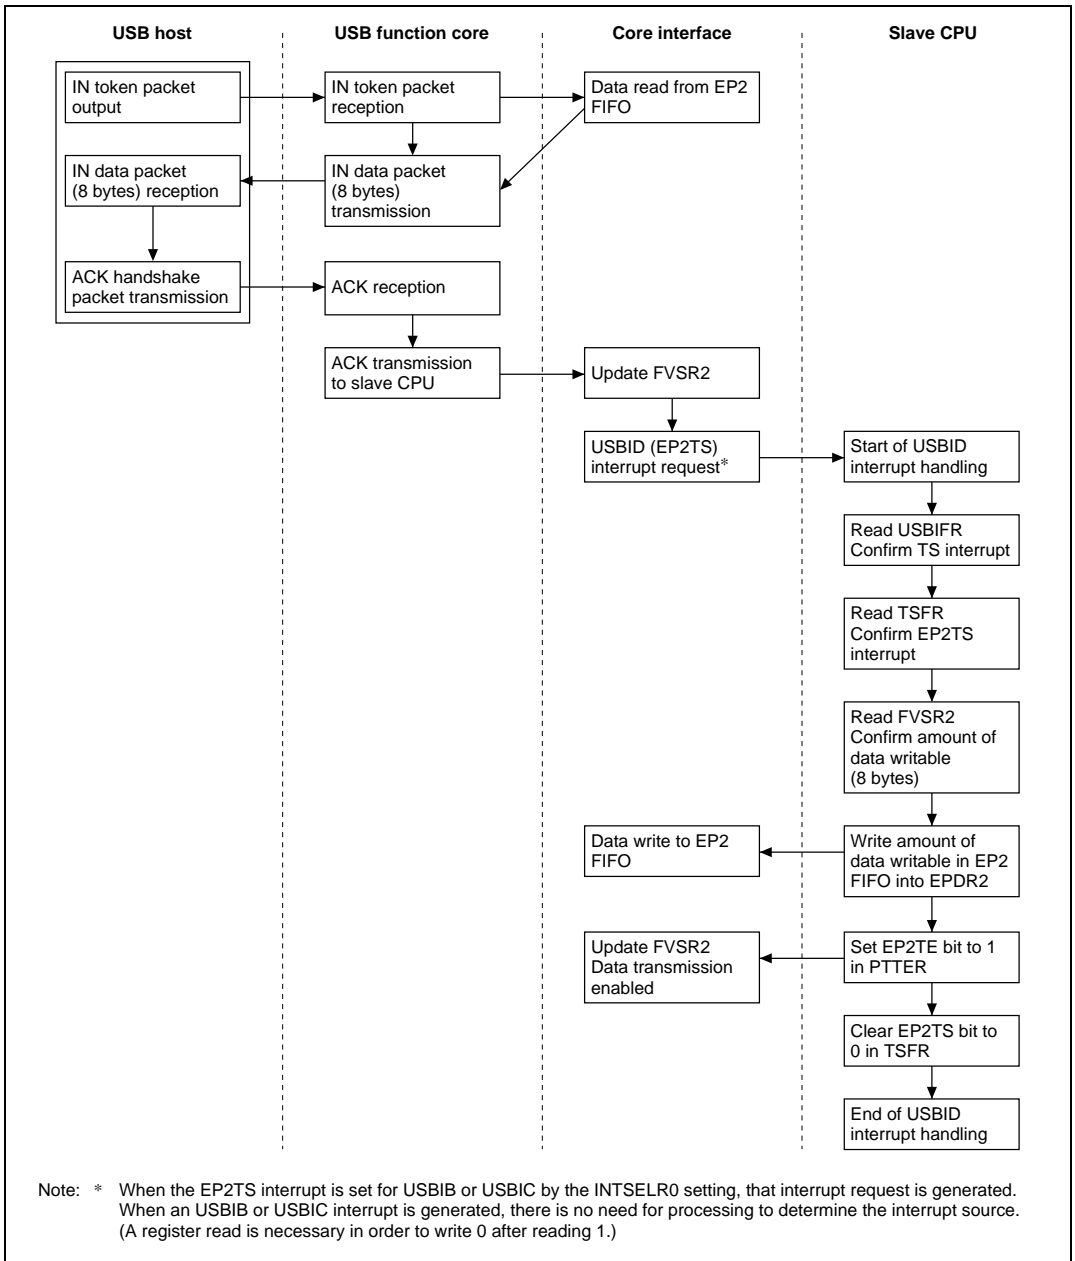 USB host
USB function core
Core interface
Slave CPU
IN token packet
output
IN token packet
reception
Data read from EP2
FIFO
IN data packet
(8 bytes) reception
IN data packet
(8 bytes)
transmission
ACK handshake
packet transmission
ACK reception
ACK transmission
to slave CPU
Update FVSR2
USBID (EP2TS)
interrupt request*
Start of USBID
interrupt handling
Read USBIFR
Confirm TS interrupt
Read TSFR
Confirm EP2TS
interrupt
Read FVSR2
Confirm amount of
data writable
(8 bytes)
Data write to EP2
FIFO
Write amount of
data writable in EP2
FIFO into EPDR2
Update FVSR2
Data transmission
enabled
Set EP2TE bit to 1
in PTTER
Clear EP2TS bit to
0 in TSFR
End of USBID
interrupt handling
Note: * When the EP2TS interrupt is set for USBIB or USBIC by the INTSELR0 setting, that interrupt request is generated.
When an USBIB or USBIC interrupt is generated, there is no need for processing to determine the interrupt source.
(A register read is necessary in order to write 0 after reading 1.)